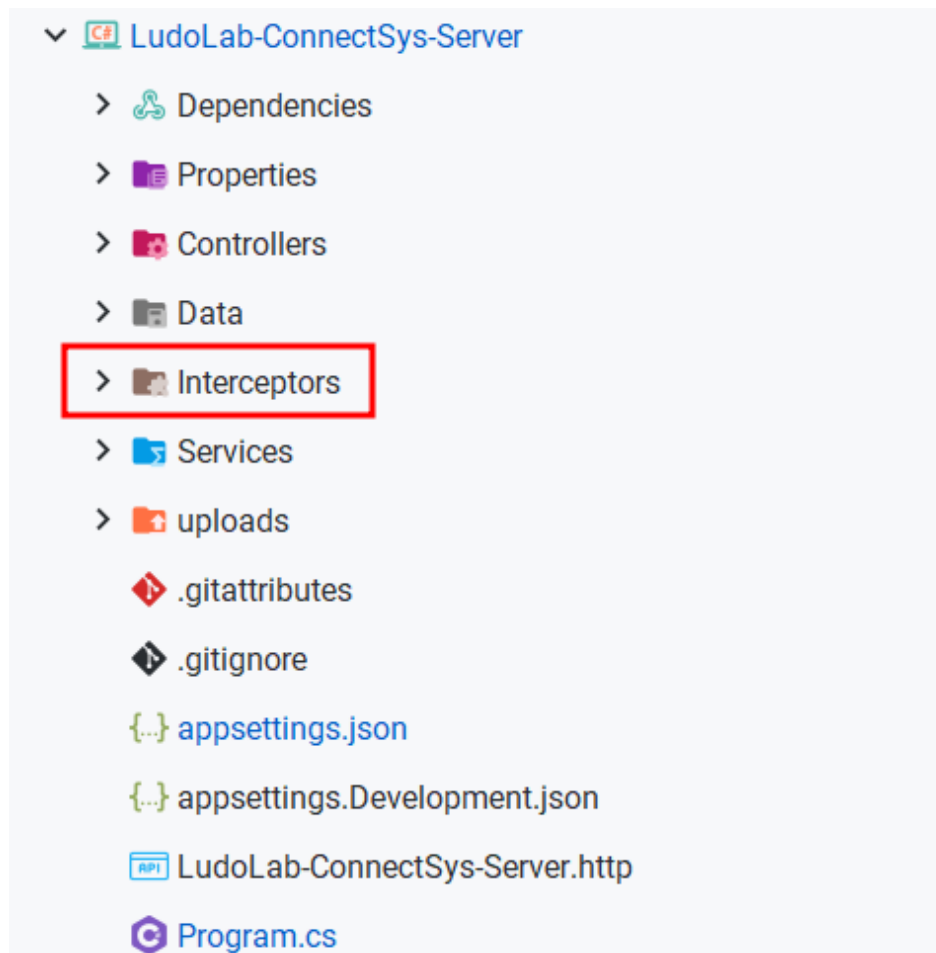 LudoLab-ConnectSys-Server
Dependencies
Properties
Controllers
Data
Interceptors
Services
uploads
.gitattributes
.gitignore
{...} appsettings.json
{...} appsettings.Development.json
API LudoLab-ConnectSys-Server.http
Program.cs